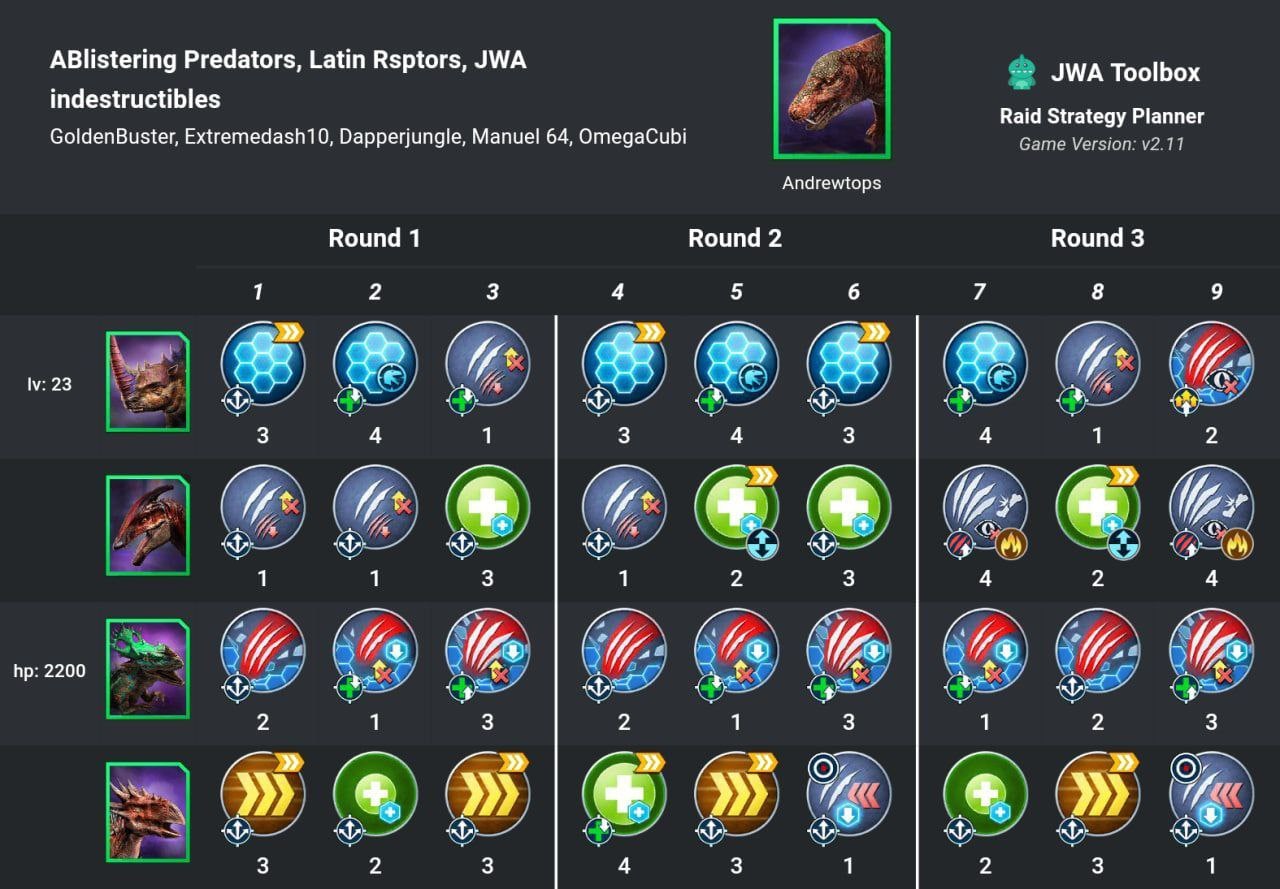 ABlistering Predators, Latin Rsptors, JWA
indestructibles
GoldenBuster, Extremedash10, Dapperjungle, Manuel 64, OmegaCubi
Andrewtops
JWA Toolbox
Raid Strategy Planner
Game Version: v2.11
Round 1 Round 2 Round 3
1 2 3 4 5 6 7 8 9
lv: 23
3 4 1 3 4 3 4 1 2
1 1 3 1 2 3 4 2 4
hp: 2200
2 1 3 2 1 3 1 2 3
3 2 3 4 3 1 2 3 1